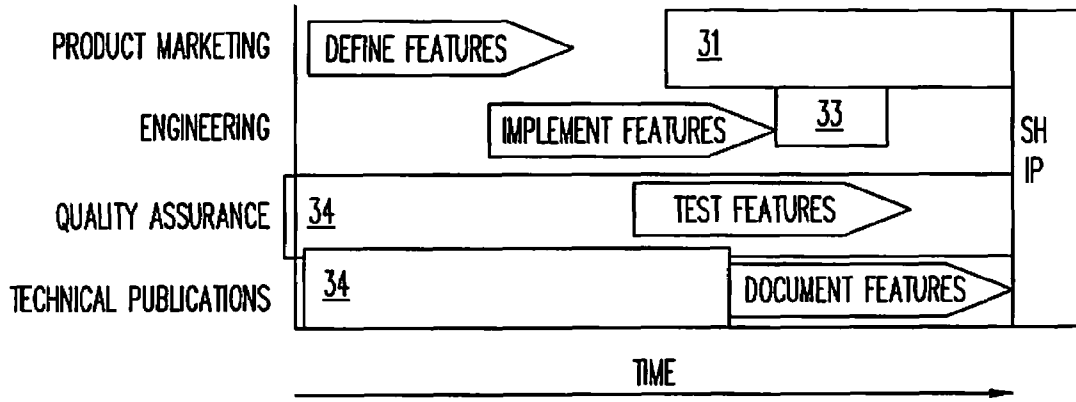 PRODUCT MARKETING
DEFINE FEATURES
31
ENGINEERING
IMPLEMENT FEATURES
33
SH
IP
QUALITY ASSURANCE
34
TEST FEATURES
TECHNICAL PUBLICATIONS
34
DOCUMENT FEATURES
TIME